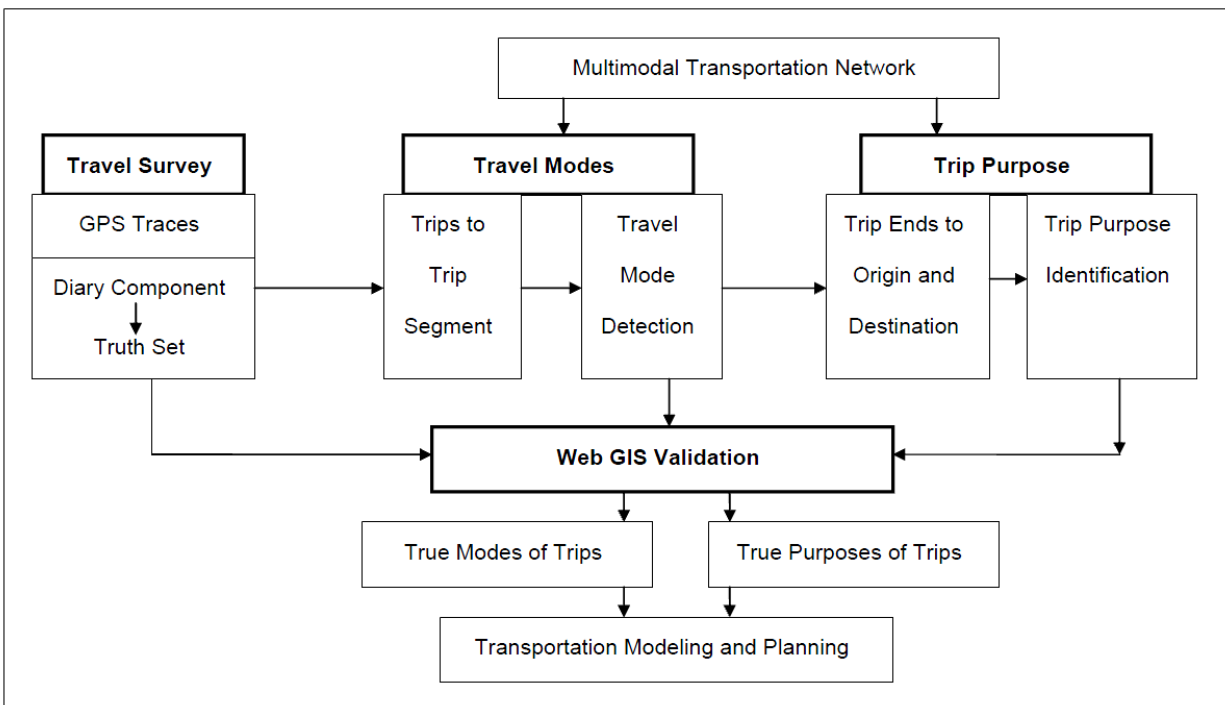 Multimodal Transportation Network
Travel Survey
GPS Traces
Diary Component
Truth Set
Travel Modes
Trips to
Trip
Segment
Travel
Mode
Detection
Trip Purpose
Trip Ends to
Origin and
Destination
Trip Purpose
Identification
Web GIS Validation
True Modes of Trips
True Purposes of Trips
Transportation Modeling and Planning